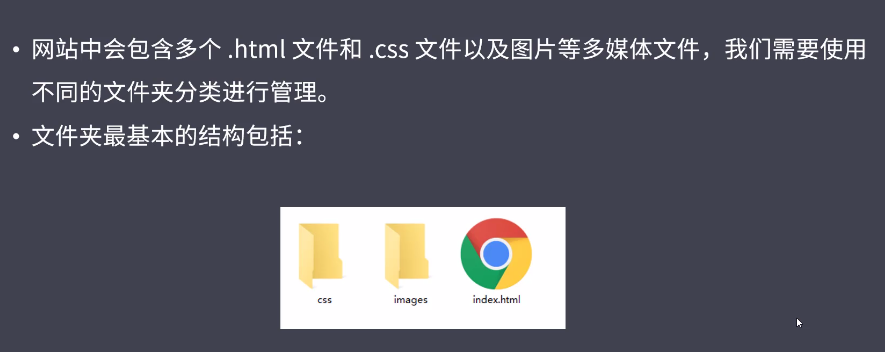 • 网站中会包含多个 .html 文件和 .css 文件以及图片等多媒体文件，我们需要使用
不同的文件夹分类进行管理。
• 文件夹最基本的结构包括：
css
images
index.html